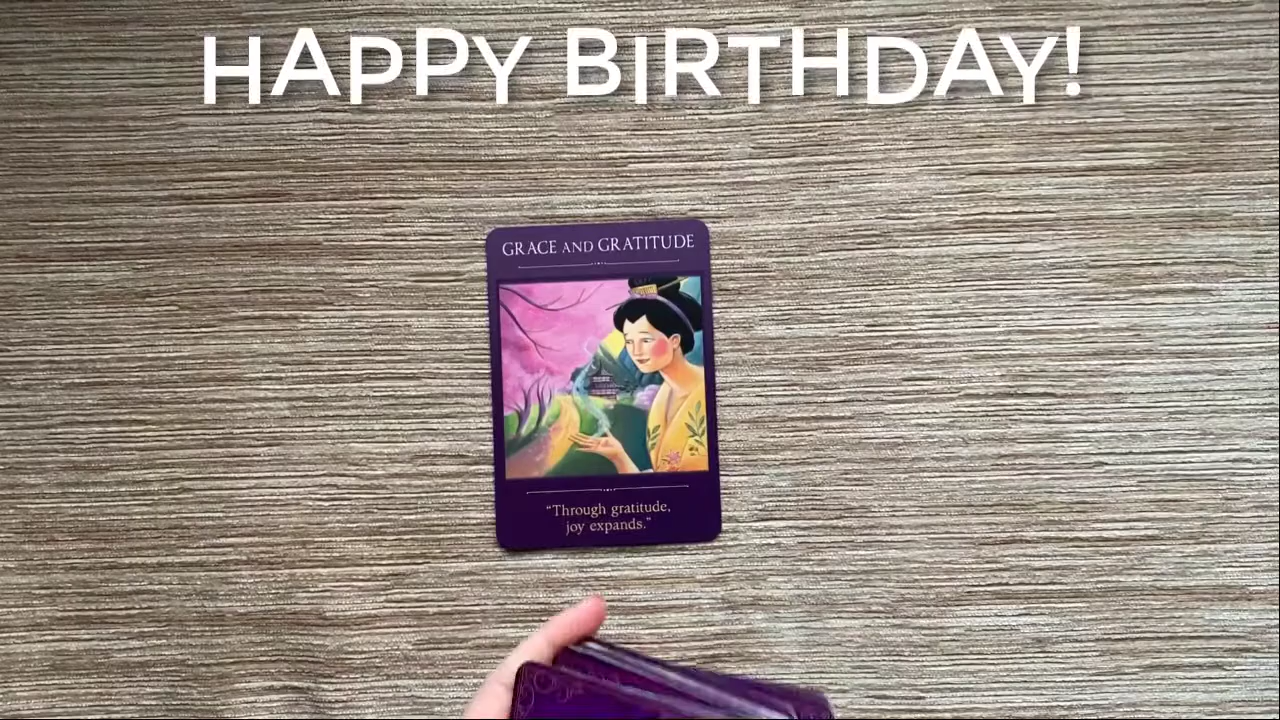 HAPPY BIRTHDAY!
GRACE AND GRATITUDE
“Through gratitude,
joy expands.”